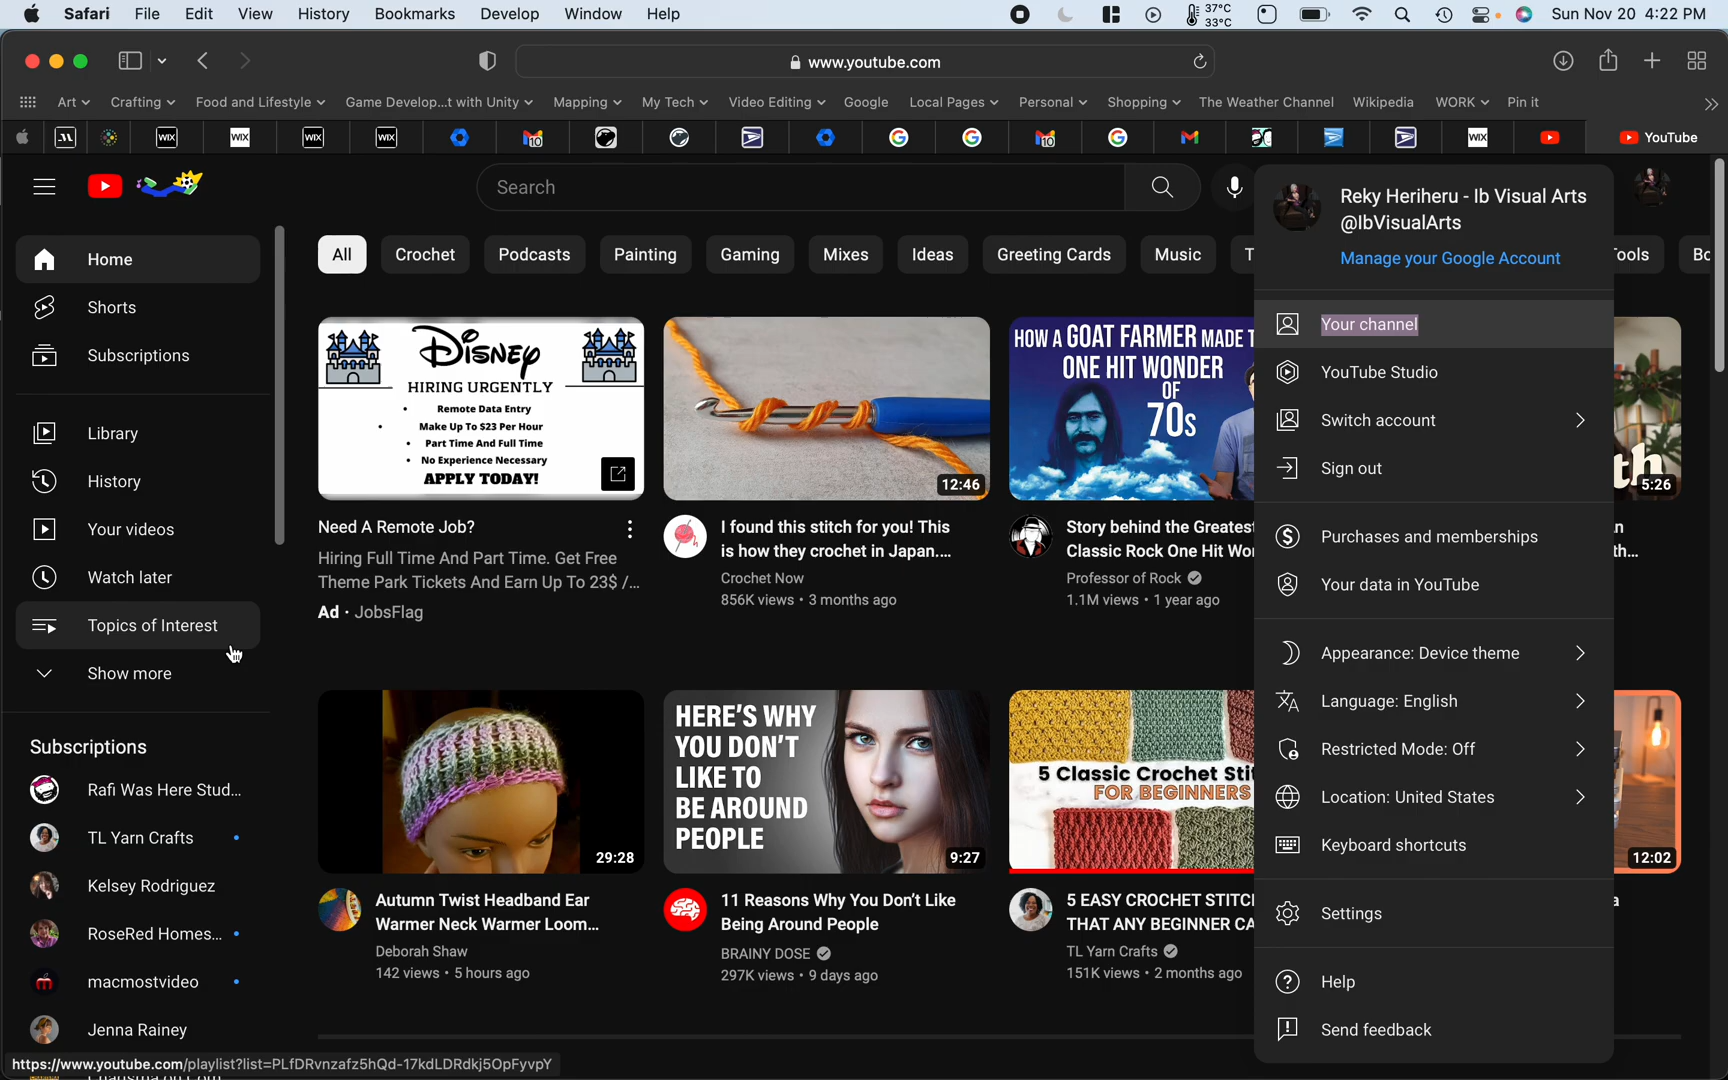 Safari File Edit View History Bookmarks Develop Window Help 37°C 33°C Sun Nov 20 4:22 PM
www.youtube.com
Art Crafting Food and Lifestyle Game Develop...t with Unity Mapping My Tech Video Editing Google Local Pages Personal Shopping The Weather Channel Wikipedia WORK Pin it
WIX WIX WIX WIX 10 10 WIX YouTube
Search
Reky Heriheru - Ib Visual Arts
@IbVisualArts
Manage your Google Account
Home
Shorts
Subscriptions
Library
History
Your videos
Watch later
Topics of Interest
Show more
Subscriptions
Rafi Was Here Stud...
TL Yarn Crafts
Kelsey Rodriguez
RoseRed Homes...
macmostvideo
Jenna Rainey
https://www.youtube.com/playlist?list=PLfDRvnzafz5hQd-17kdLDRdkj5OpFyvpY
All Crochet Podcasts Painting Gaming Mixes Ideas Greeting Cards Music
DISNEY
HIRING URGENTLY
• Remote Data Entry
• Make Up To $23 Per Hour
• Part Time And Full Time
• No Experience Necessary
APPLY TODAY!
Need A Remote Job?
Hiring Full Time And Part Time. Get Free
Theme Park Tickets And Earn Up To 23$ /...
Ad • JobsFlag
12:46
I found this stitch for you! This
is how they crochet in Japan....
Crochet Now
856K views • 3 months ago
HOW A GOAT FARMER MADE
ONE HIT WONDER
OF
70s
Story behind the Greatest
Classic Rock One Hit
Professor of Rock
1.1M views • 1 year ago
5:26
29:28
Autumn Twist Headband Ear
Warmer Neck Warmer Loom...
Deborah Shaw
142 views • 5 hours ago
HERE'S WHY
YOU DON'T
LIKE TO
BE AROUND
PEOPLE
9:27
11 Reasons Why You Don't Like
Being Around People
BRAINY DOSE
297K views • 9 days ago
5 Classic Crochet
FOR BEGINNERS
5 EASY CROCHET
THAT ANY BEGINNER
TL Yarn Crafts
151K views • 2 months ago
12:02
Your channel
YouTube Studio
Switch account
Sign out
Purchases and memberships
Your data in YouTube
Appearance: Device theme
Language: English
Restricted Mode: Off
Location: United States
Keyboard shortcuts
Settings
Help
Send feedback